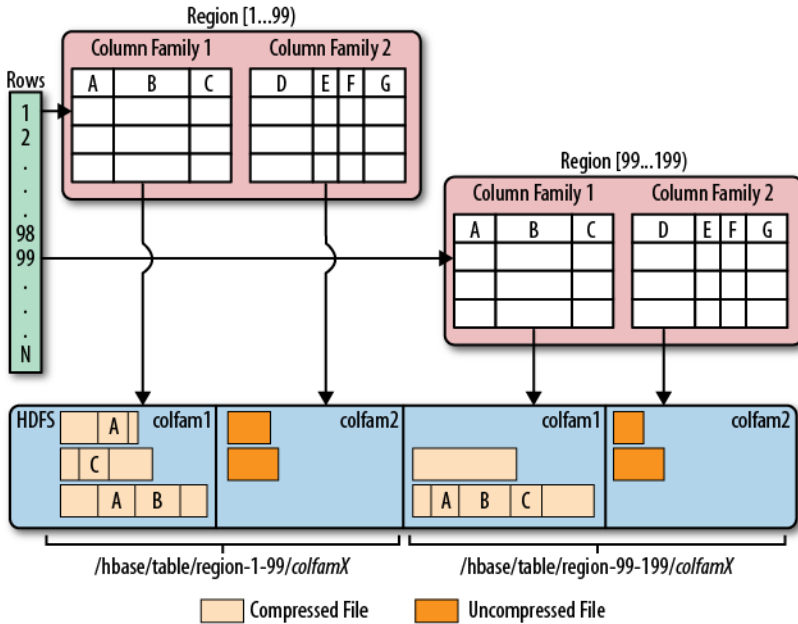 Region [1...99)
Column Family 1 Column Family 2
Rows
A B C D E F G
1
2
.
.
.
98
99
.
.
.
N
Region [99...199)
Column Family 1 Column Family 2
A B C D E F G
HDFS colfam1 colfam2 colfam1 colfam2
A
C
A B
A B C
/hbase/table/region-1-99/colfamX /hbase/table/region-99-199/colfamX
Compressed File Uncompressed File